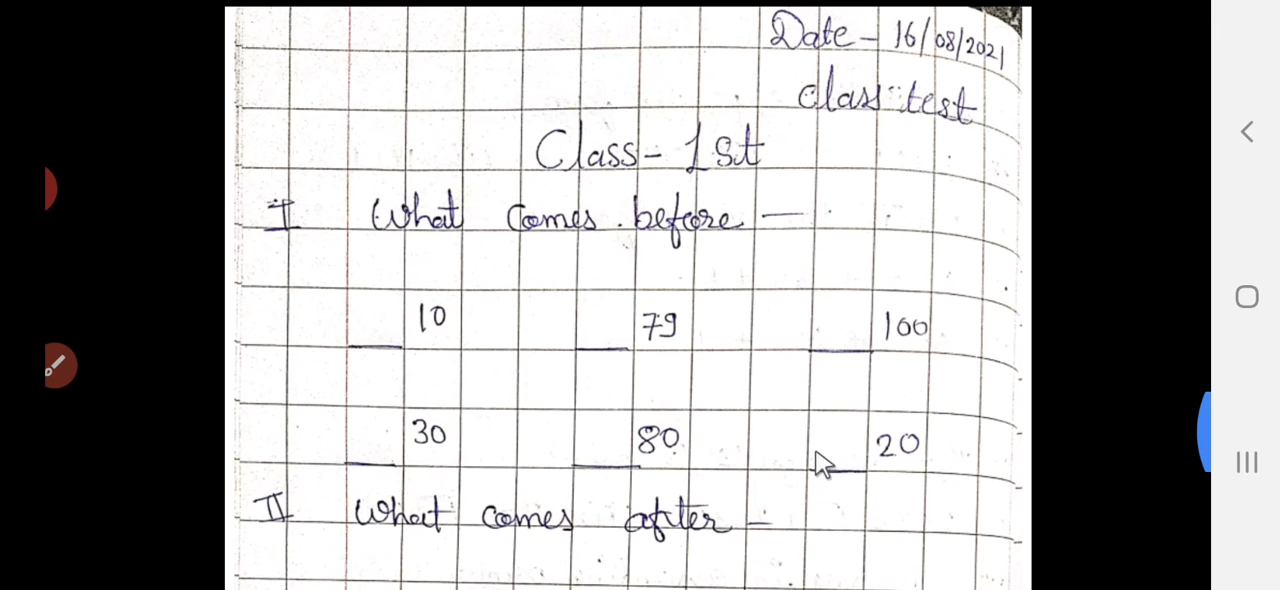 Date - 16/08/2021
Class test
Class - 1st
I What comes before -
__ 10 __ 79 __ 100
__ 30 __ 80 __ 20
II What comes after -